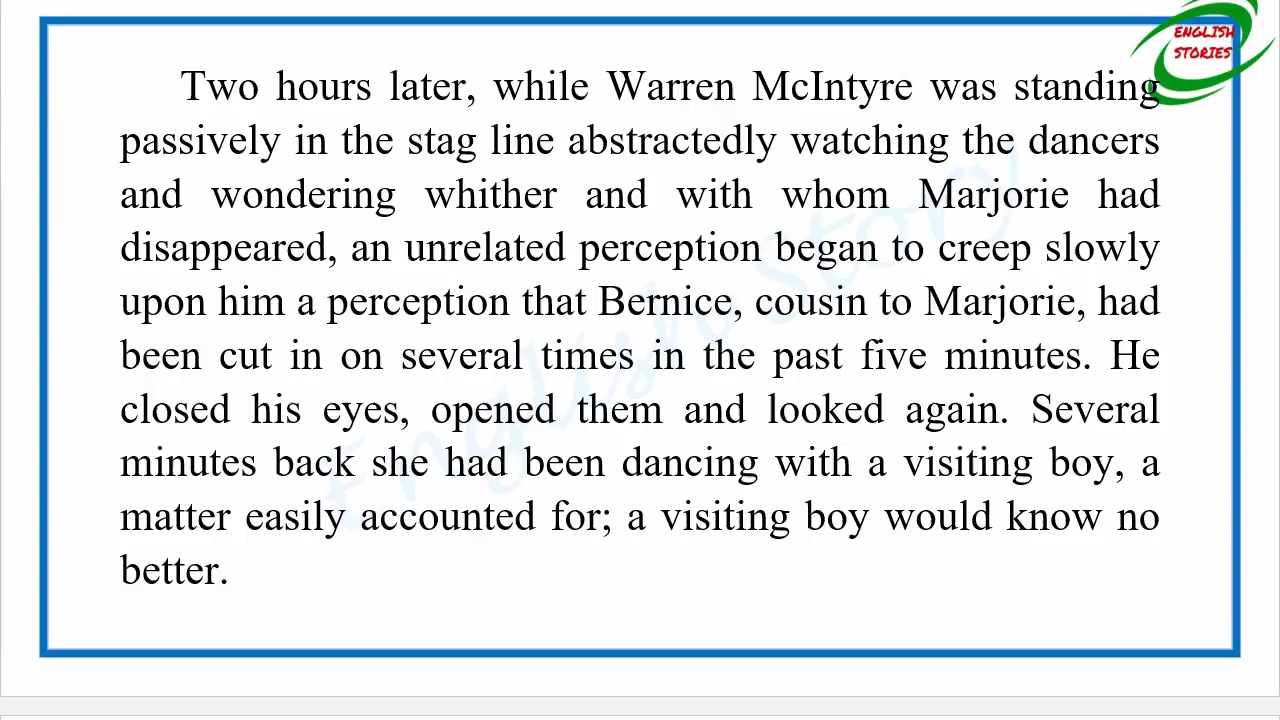 ENGLISH
STORIES
Two hours later, while Warren McIntyre was standing
passively in the stag line abstractedly watching the dancers
and wondering whither and with whom Marjorie had
disappeared, an unrelated perception began to creep slowly
upon him a perception that Bernice, cousin to Marjorie, had
been cut in on several times in the past five minutes. He
closed his eyes, opened them and looked again. Several
minutes back she had been dancing with a visiting boy, a
matter easily accounted for; a visiting boy would know no
better.
English Story